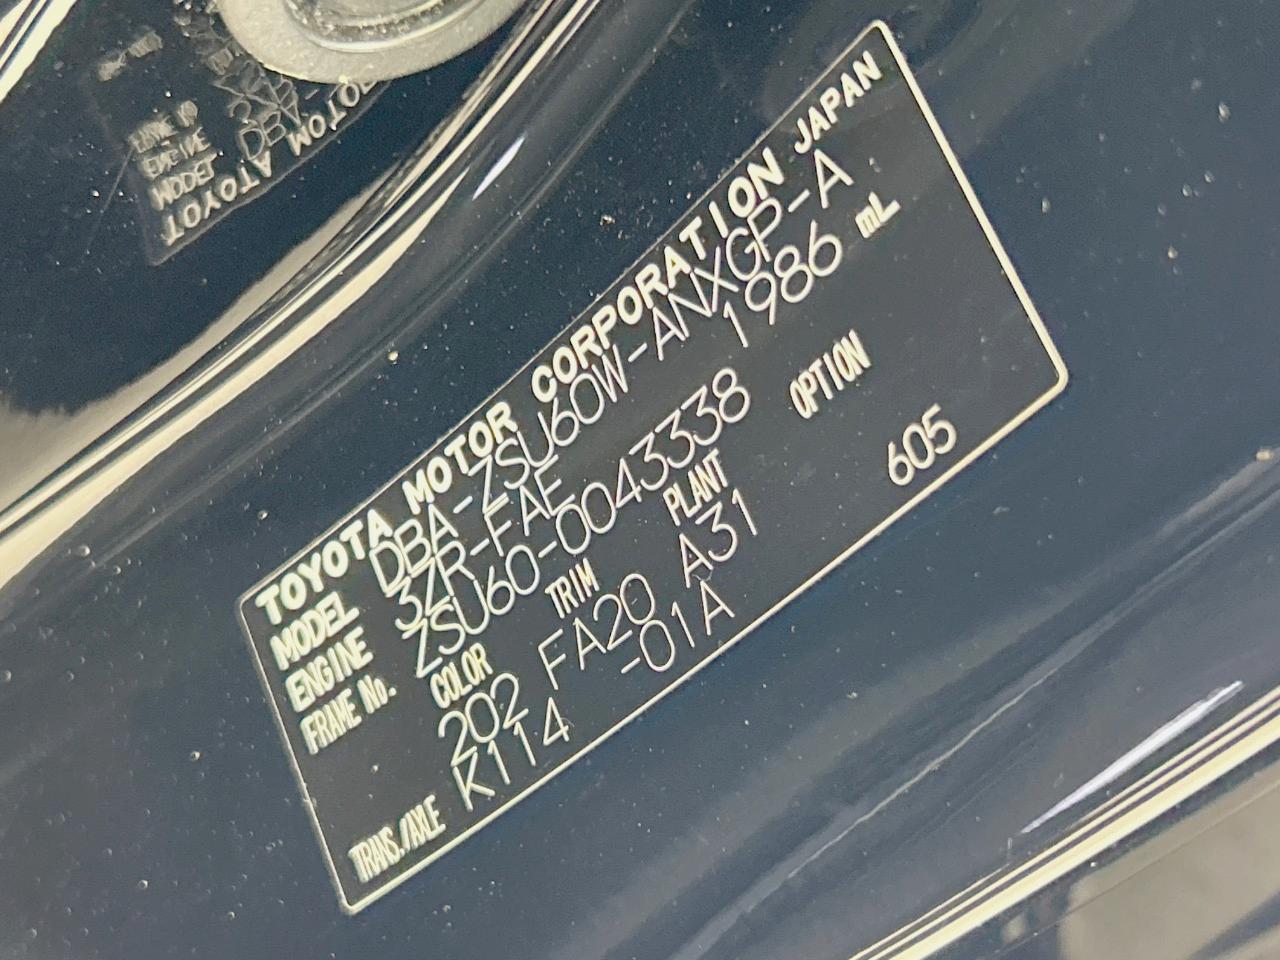 TOYOTA MOTOR CORPORATION JAPAN
MODEL DBA-ZSU60W-ANXGP-A
ENGINE 3ZR-FAE 1986 mL
FRAME No. ZSU60-0043338
COLOR TRIM PLANT OPTION
202 FA20 A31 605
TRANS./AXLE K114 -01A